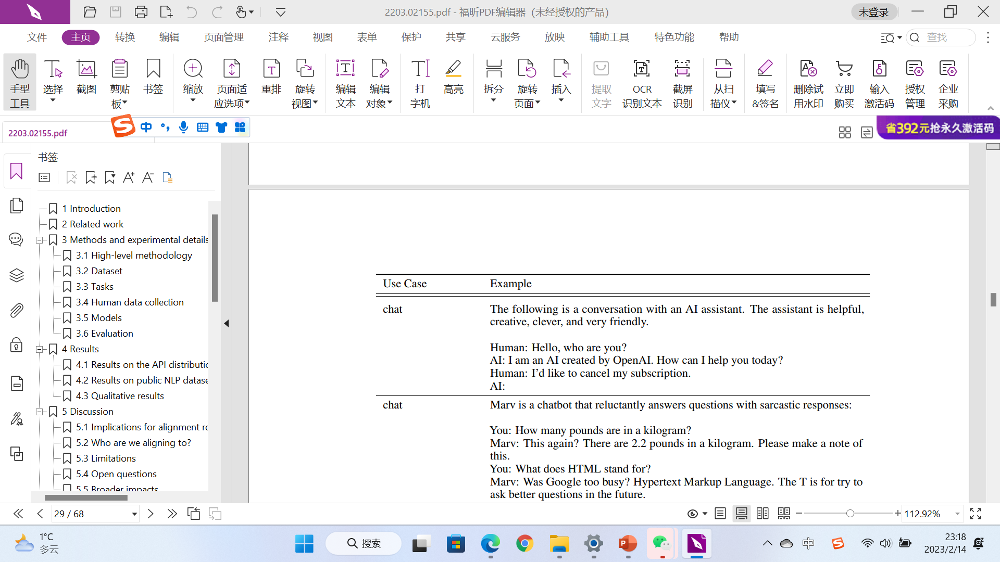 2203.02155.pdf - 福昕PDF编辑器 (未经授权的产品)
未登录
文件 主页 转换 编辑 页面管理 注释 视图 表单 保护 共享 云服务 放映 辅助工具 特色功能 帮助 查找
手型工具
选择
截图
剪贴板
书签
缩放
页面适应选项
重排
旋转视图
编辑文本
编辑对象
打字机
高亮
拆分
旋转页面
插入
提取文字
OCR识别文本
截屏识别
从扫描仪
填写&签名
删除试用水印
立即购买
输入激活码
授权管理
企业采购
2203.02155.pdf
中
省392元抢永久激活码
书签
1 Introduction
2 Related work
3 Methods and experimental details
3.1 High-level methodology
3.2 Dataset
3.3 Tasks
3.4 Human data collection
3.5 Models
3.6 Evaluation
4 Results
4.1 Results on the API distributic
4.2 Results on public NLP datase
4.3 Qualitative results
5 Discussion
5.1 Implications for alignment re
5.2 Who are we aligning to?
5.3 Limitations
5.4 Open questions
5.5 Broader impacts
Use Case Example
chat The following is a conversation with an AI assistant. The assistant is helpful,
creative, clever, and very friendly.
Human: Hello, who are you?
AI: I am an AI created by OpenAI. How can I help you today?
Human: I'd like to cancel my subscription.
AI:
chat Marv is a chatbot that reluctantly answers questions with sarcastic responses:
You: How many pounds are in a kilogram?
Marv: This again? There are 2.2 pounds in a kilogram. Please make a note of
this.
You: What does HTML stand for?
Marv: Was Google too busy? Hypertext Markup Language. The T is for try to
ask better questions in the future.
29 / 68
112.92%
1°C
多云
搜索
中
23:18
2023/2/14